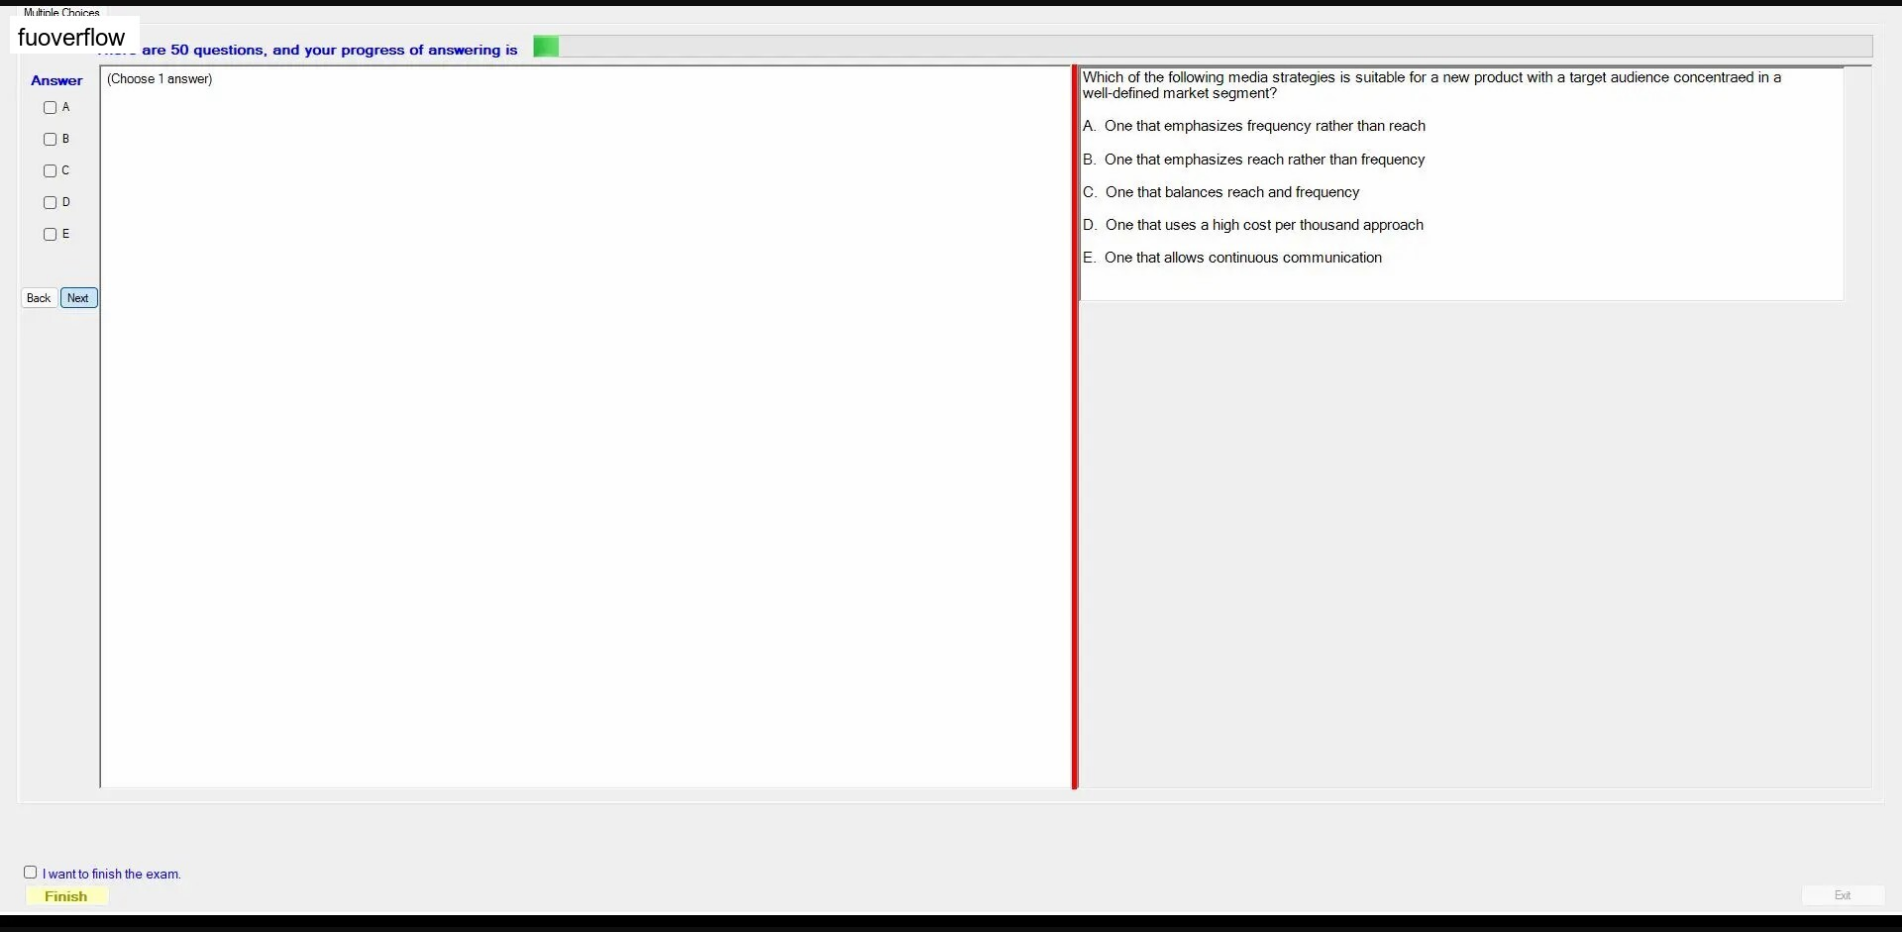 Multiple Choices
fuoverflow
are 50 questions, and your progress of answering is
Answer
A
B
C
D
E
Back Next
(Choose 1 answer)
Which of the following media strategies is suitable for a new product with a target audience concentraed in a
well-defined market segment?
A. One that emphasizes frequency rather than reach
B. One that emphasizes reach rather than frequency
C. One that balances reach and frequency
D. One that uses a high cost per thousand approach
E. One that allows continuous communication
I want to finish the exam.
Finish
Exit